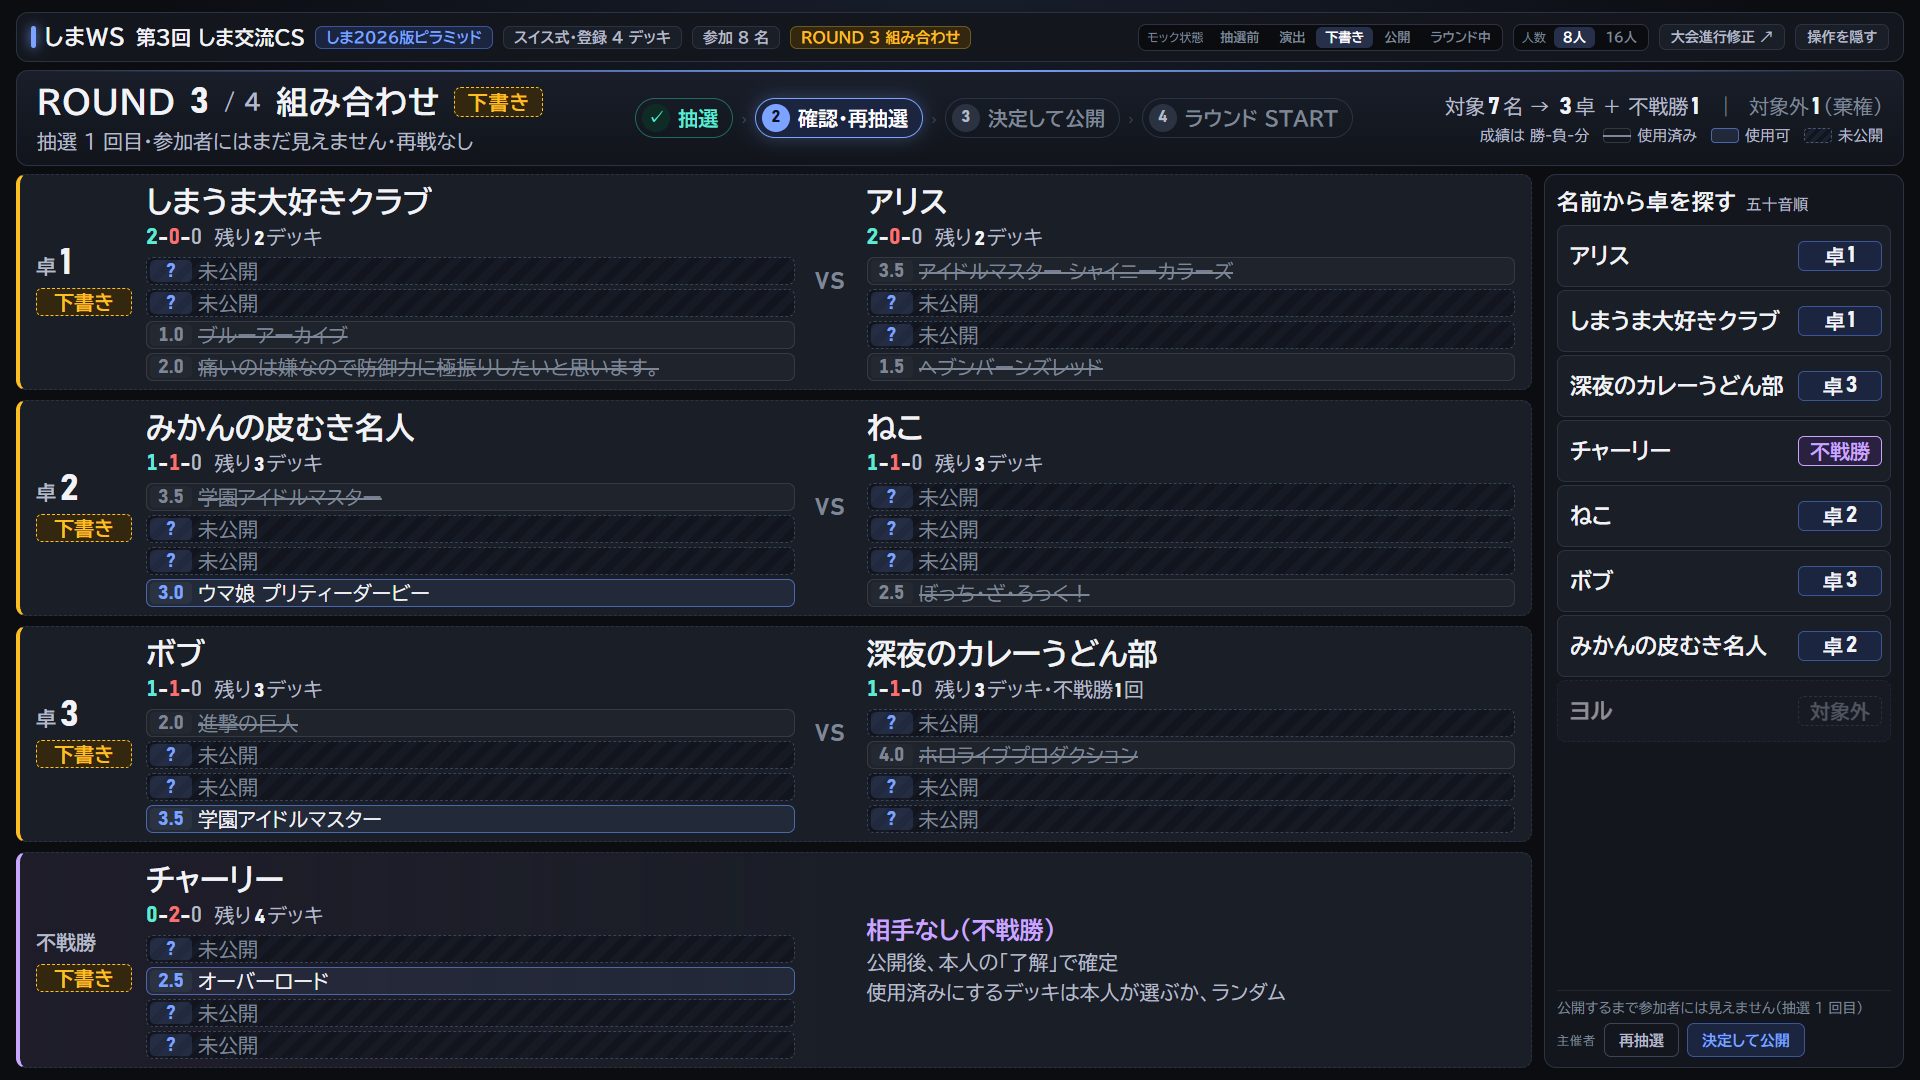 しまWS 第3回 しま交流CS しま2026版ピラミッド スイス式・登録 4 デッキ 参加 8 名 ROUND 3 組み合わせ モック状態 抽選前 演出 下書き 公開 ラウンド中 人数 8人 16人 大会進行修正 ↗ 操作を隠す
ROUND 3 / 4 組み合わせ 下書き
抽選 1 回目・参加者にはまだ見えません・再戦なし
✓ 抽選 › 2 確認・再抽選 › 3 決定して公開 › 4 ラウンド START
対象7名 → 3卓 + 不戦勝1 | 対象外1(棄権)
成績は 勝-負-分 使用済み 使用可 未公開
卓1
下書き
しまうま大好きクラブ
2-0-0 残り2デッキ
? 未公開
? 未公開
1.0 ブルーアーカイブ
2.0 痛いのは嫌なので防御力に極振りしたいと思います。
VS
アリス
2-0-0 残り2デッキ
3.5 アイドルマスター シャイニーカラーズ
? 未公開
? 未公開
1.5 ヘブンバーンズレッド
卓2
下書き
みかんの皮むき名人
1-1-0 残り3デッキ
3.5 学園アイドルマスター
? 未公開
? 未公開
3.0 ウマ娘 プリティーダービー
VS
ねこ
1-1-0 残り3デッキ
? 未公開
? 未公開
? 未公開
2.5 ぼっち・ざ・ろっく!
卓3
下書き
ボブ
1-1-0 残り3デッキ
2.0 進撃の巨人
? 未公開
? 未公開
3.5 学園アイドルマスター
VS
深夜のカレーうどん部
1-1-0 残り3デッキ・不戦勝1回
? 未公開
4.0 ホロライブプロダクション
? 未公開
? 未公開
不戦勝
下書き
チャーリー
0-2-0 残り4デッキ
? 未公開
2.5 オーバーロード
? 未公開
? 未公開
相手なし(不戦勝)
公開後、本人の「了解」で確定
使用済みにするデッキは本人が選ぶか、ランダム
名前から卓を探す 五十音順
アリス 卓1
しまうま大好きクラブ 卓1
深夜のカレーうどん部 卓3
チャーリー 不戦勝
ねこ 卓2
ボブ 卓3
みかんの皮むき名人 卓2
ヨル 対象外
公開するまで参加者には見えません(抽選 1 回目)
主催者 再抽選 決定して公開